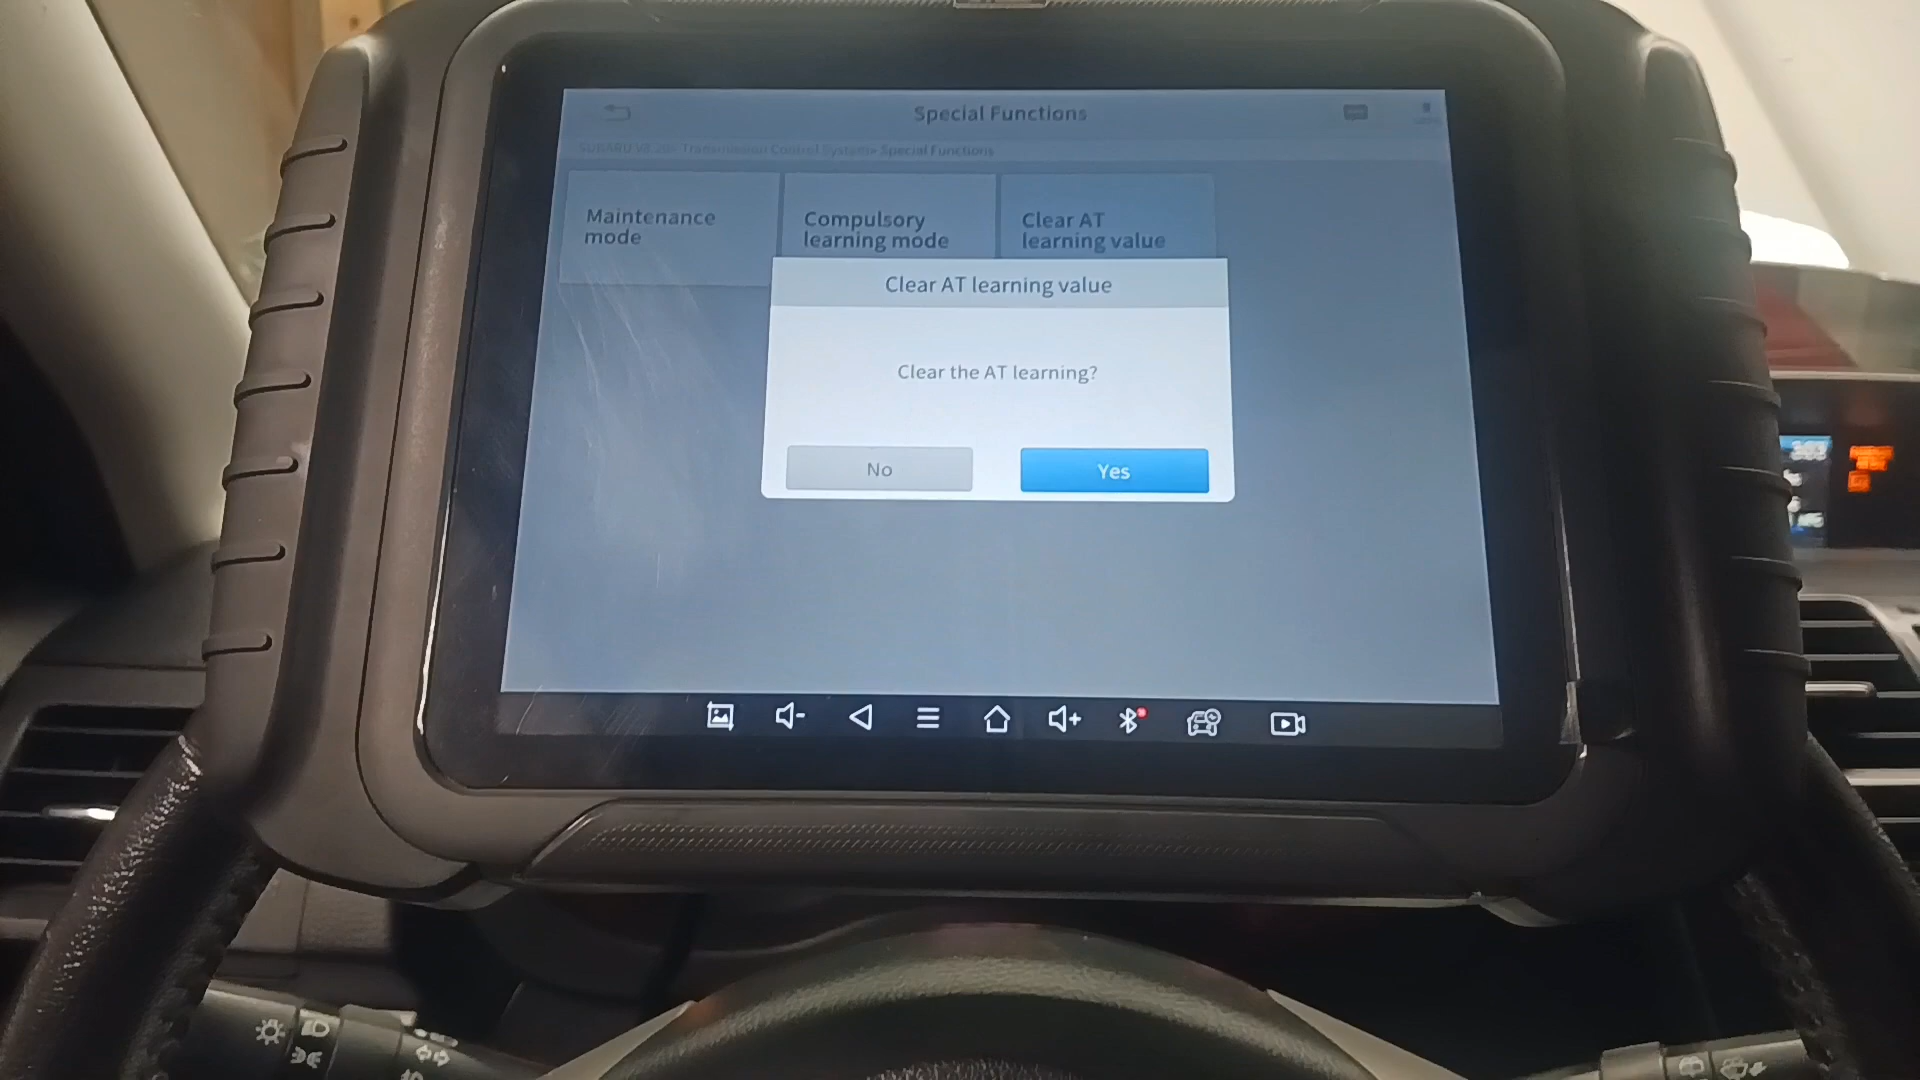 Special Functions
SUBARU V8.20> Transmission Control System> Special Functions
Maintenance
mode
Compulsory
learning mode
Clear AT
learning value
Clear AT learning value
Clear the AT learning?
No
Yes